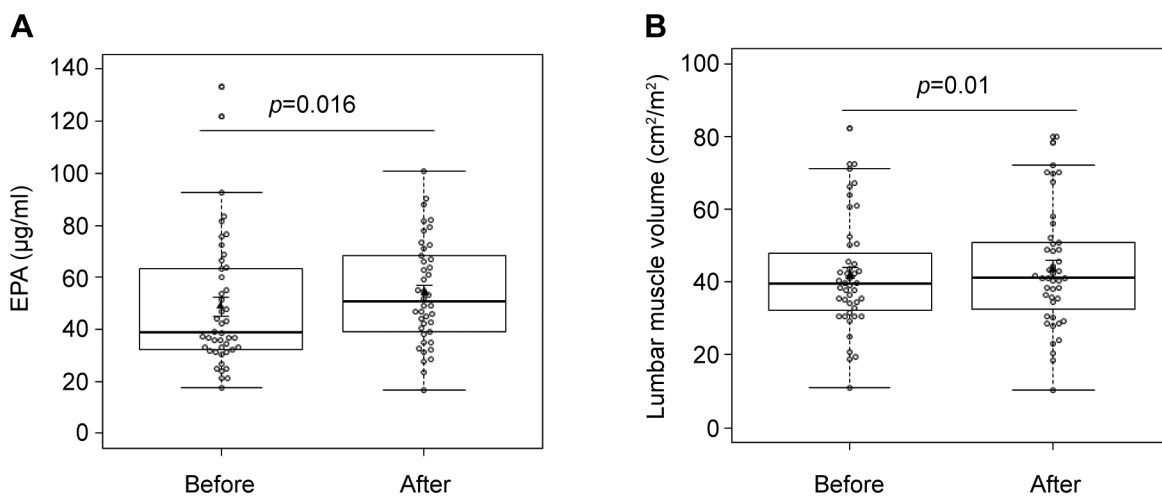 A
EPA (µg/ml)
140
120
100
80
60
40
20
0
p=0.016
Before
After
B
Lumbar muscle volume (cm²/m²)
100
80
60
40
20
0
p=0.01
Before
After